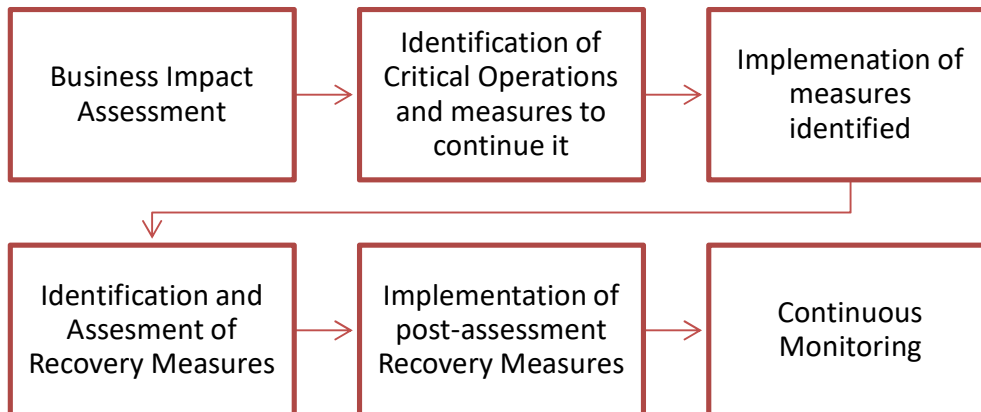 Business Impact
Assessment
Identification of
Critical Operations
and measures to
continue it
Implemenation of
measures
identified
Identification and
Assesment of
Recovery Measures
Implementation of
post-assessment
Recovery Measures
Continuous
Monitoring